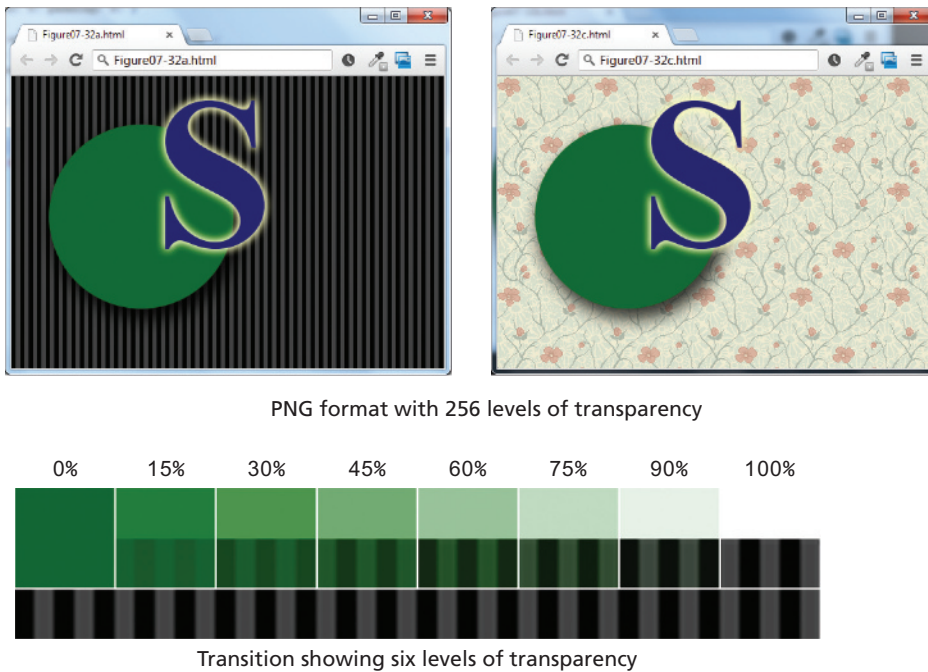 Figure07-32a.html
Figure07-32c.html
Figure07-32a.html
Figure07-32c.html
S
S
PNG format with 256 levels of transparency
0% 15% 30% 45% 60% 75% 90% 100%
Transition showing six levels of transparency